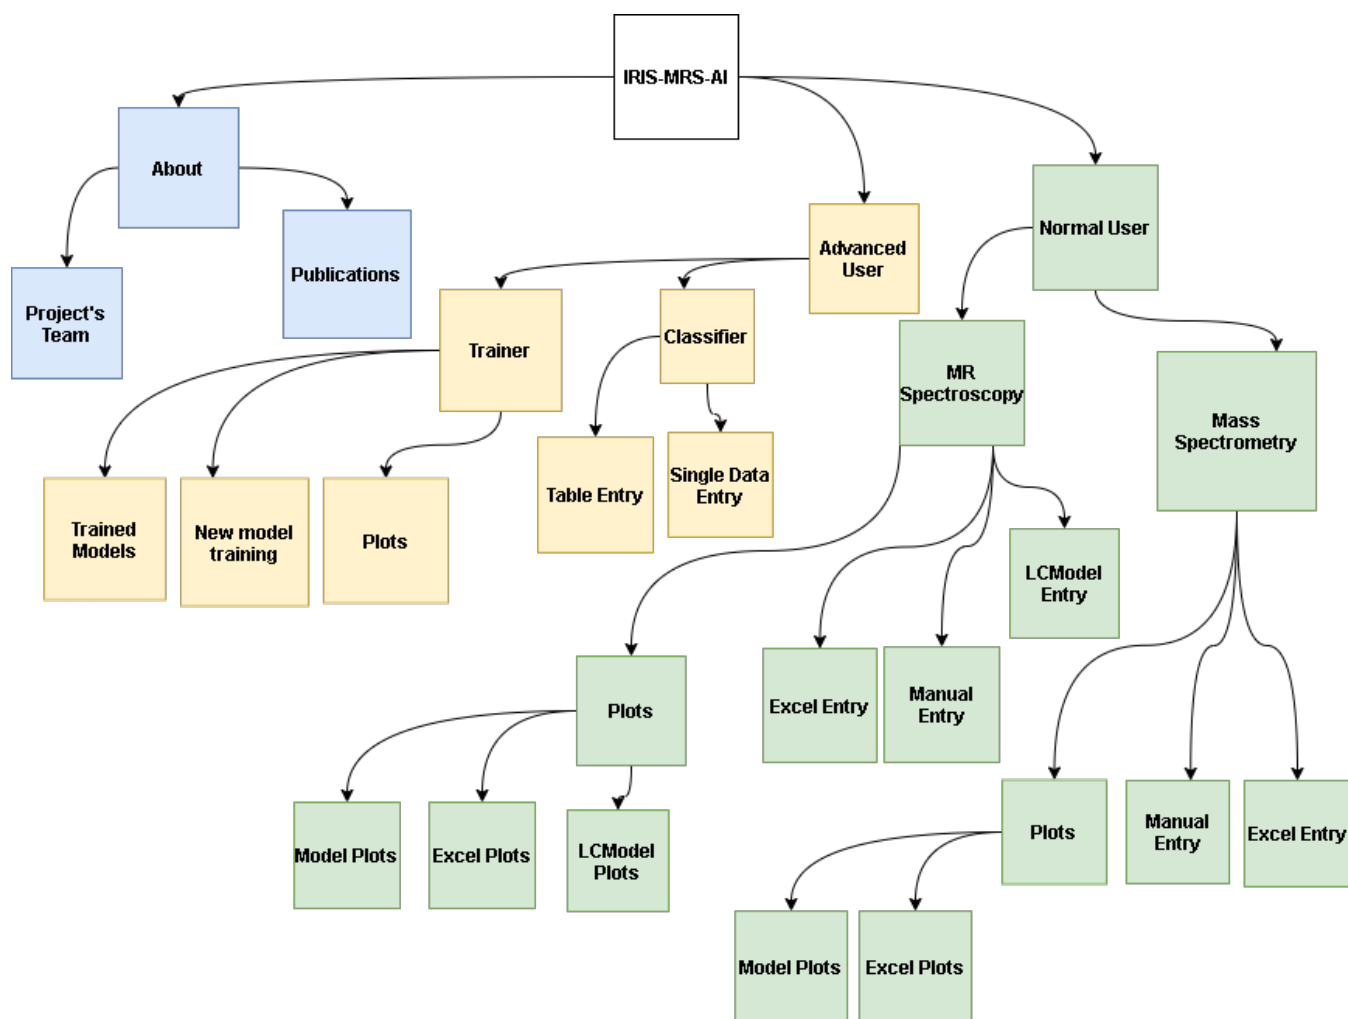 IRIS-MRS-AI
About
Project's
Team
Publications
Advanced
User
Normal User
Trainer
Classifier
MR
Spectroscopy
Mass
Spectrometry
Trained
Models
New model
training
Plots
Table Entry
Single Data
Entry
LCModel
Entry
Plots
Excel Entry
Manual
Entry
Model Plots
Excel Plots
LCModel
Plots
Plots
Manual
Entry
Excel Entry
Model Plots
Excel Plots